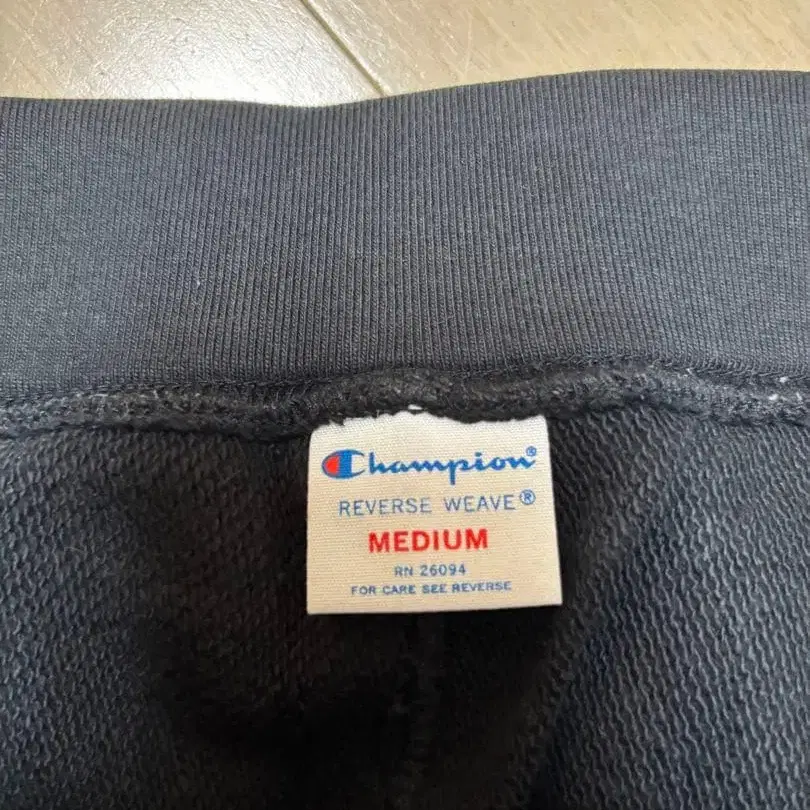 Champion®
REVERSE WEAVE®
MEDIUM
RN 26094
FOR CARE SEE REVERSE